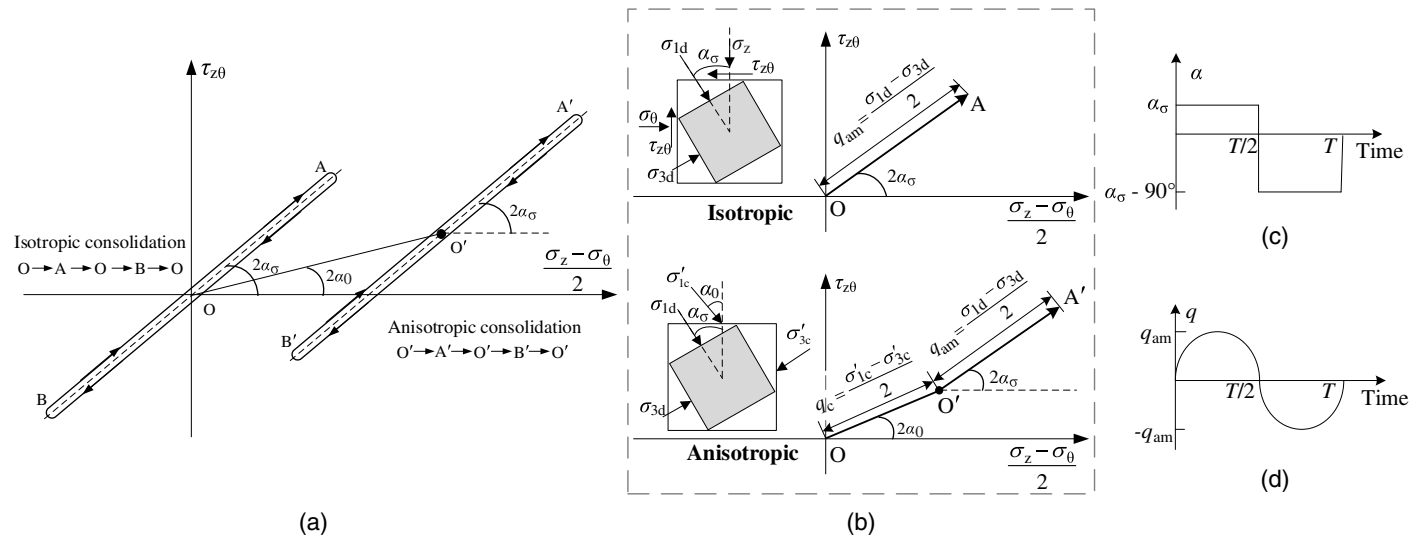 τzθ
A′
A
2ασ
O′
Isotropic consolidation
O→A→O→B→O
2ασ
2α0
σz − σθ
2
O
B′
Anisotropic consolidation
O′→A′→O′→B′→O′
B
(a)
σ1d
ασ
σz
τzθ
σθ
τzθ
σ3d
τzθ
qam = σ1d − σ3d
2
A
2ασ
O
Isotropic
σz − σθ
2
σ′1c
α0
σ1d
ασ
σ′3c
σ3d
τzθ
A′
qam = σ1d − σ3d
2
qc = σ′1c − σ′3c
2
O′
2ασ
2α0
O
Anisotropic
σz − σθ
2
(b)
α
ασ
T/2
T
Time
ασ - 90°
(c)
q
qam
T/2
T
Time
-qam
(d)